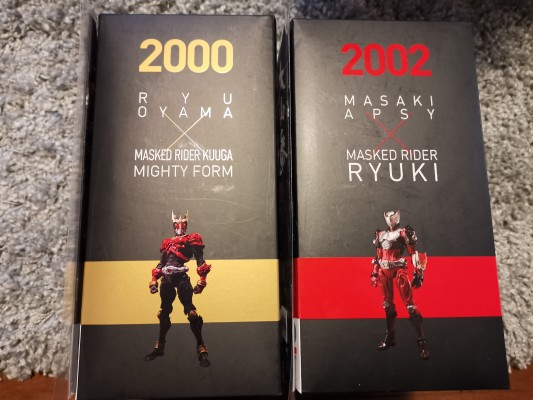 2000
RYU
OYAMA
MASKED RIDER KUUGA
MIGHTY FORM
2002
MASAKI
APSY
MASKED RIDER
RYUKI